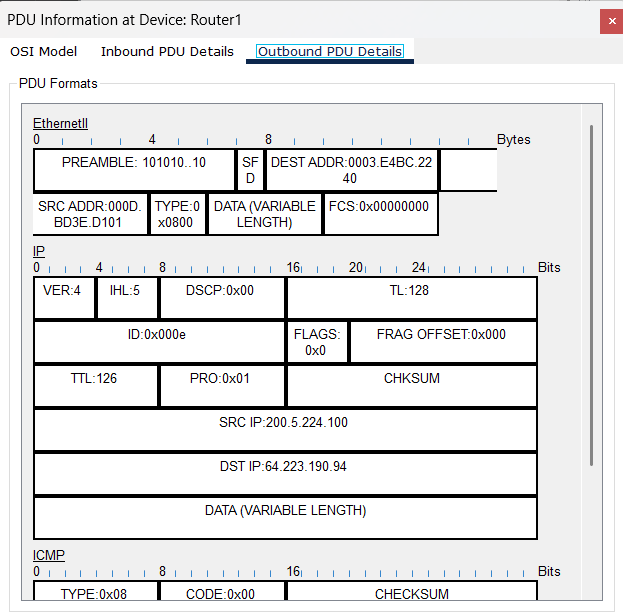 PDU Information at Device: Router1
OSI Model Inbound PDU Details Outbound PDU Details
PDU Formats
EthernetII
0 4 8 Bytes
PREAMBLE: 101010..10 SF DEST ADDR:0003.E4BC.22
D 40
SRC ADDR:000D. TYPE:0 DATA (VARIABLE FCS:0x00000000
BD3E.D101 x0800 LENGTH)
IP
0 4 8 16 20 24 Bits
VER:4 IHL:5 DSCP:0x00 TL:128
ID:0x000e FLAGS: FRAG OFFSET:0x000
0x0
TTL:126 PRO:0x01 CHKSUM
SRC IP:200.5.224.100
DST IP:64.223.190.94
DATA (VARIABLE LENGTH)
ICMP
0 8 16 Bits
TYPE:0x08 CODE:0x00 CHECKSUM